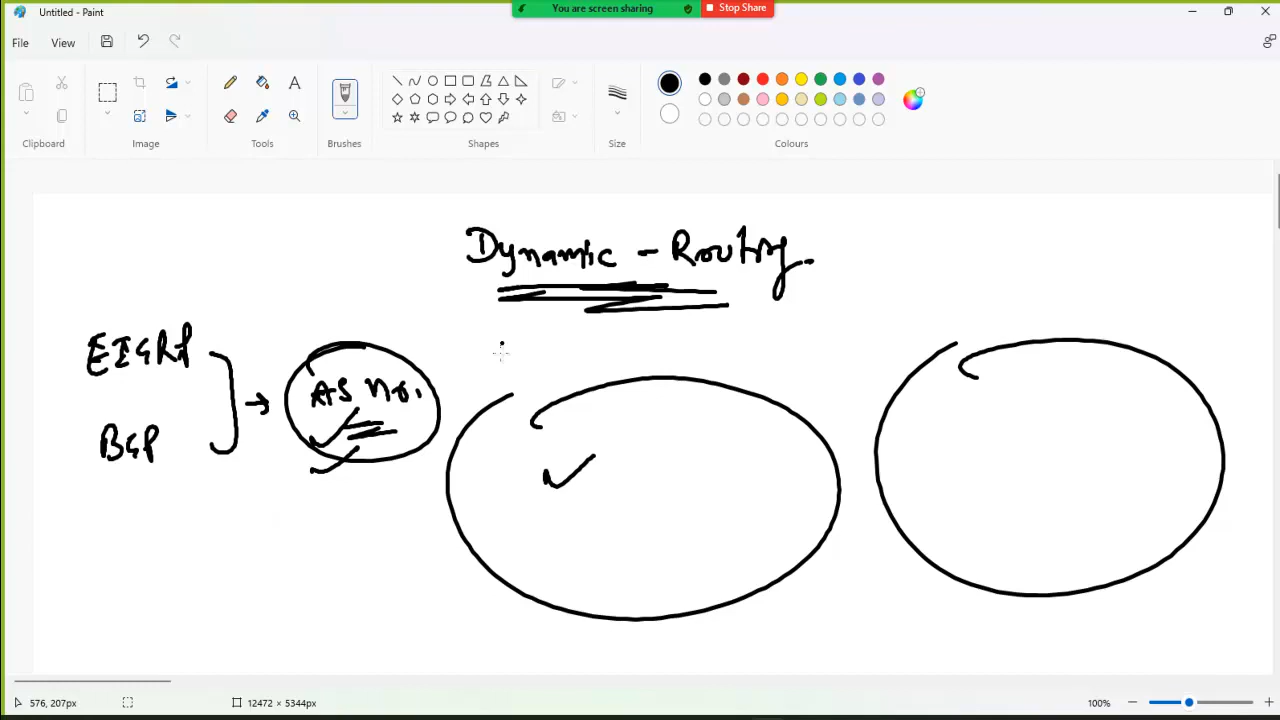 Untitled - Paint
You are screen sharing
Stop Share
File
View
Clipboard
Image
Tools
Brushes
Shapes
Size
Colours
Dynamic - Routing.
EIGRP
BGP
AS No.
576, 207px
12472 × 5344px
100%